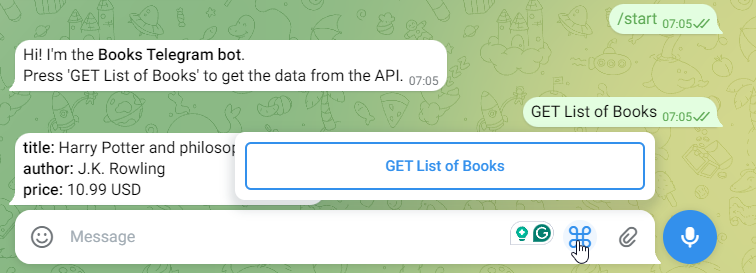 /start 07:05
Hi! I'm the Books Telegram bot.
Press 'GET List of Books' to get the data from the API. 07:05
GET List of Books 07:05
title: Harry Potter and philosop
author: J.K. Rowling
price: 10.99 USD
GET List of Books
Message